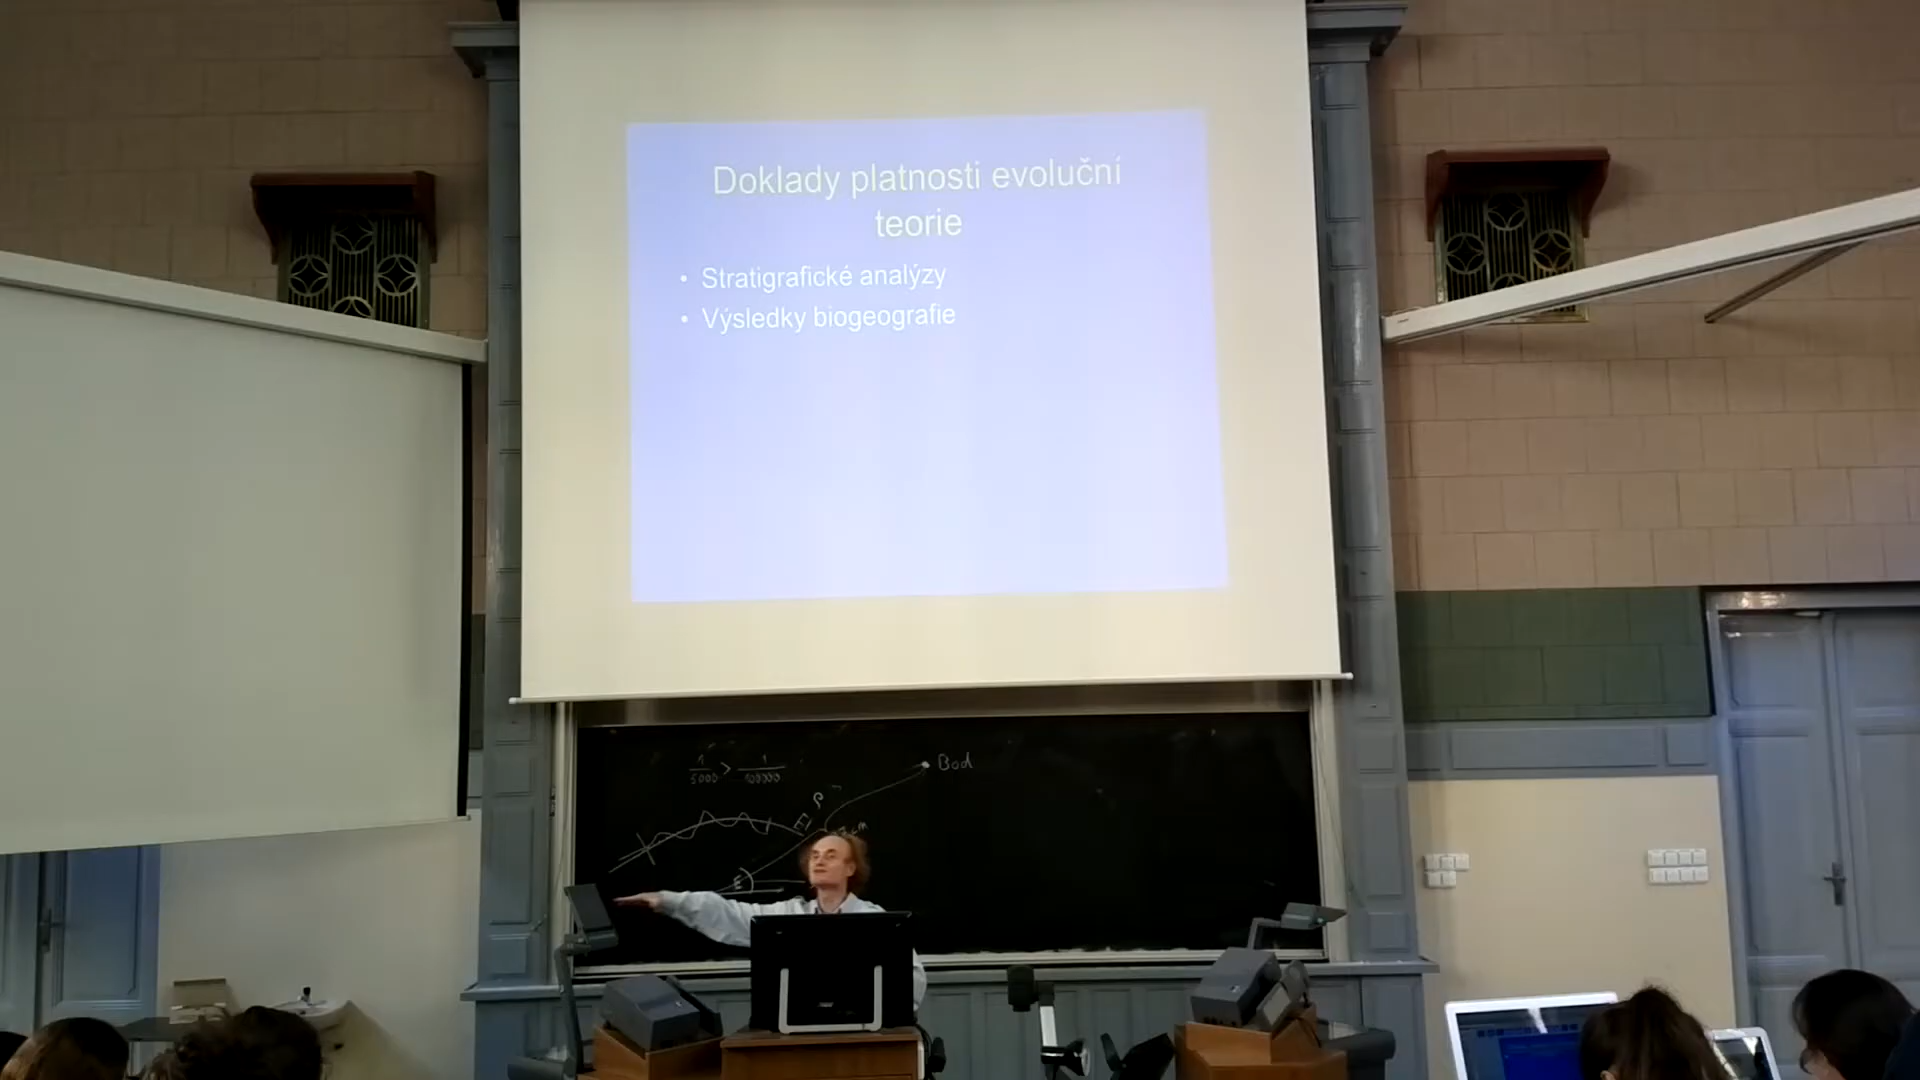 Doklady platnosti evoluční
teorie
• Stratigrafické analýzy
• Výsledky biogeografie
1/5000 > 1/100000
Bod